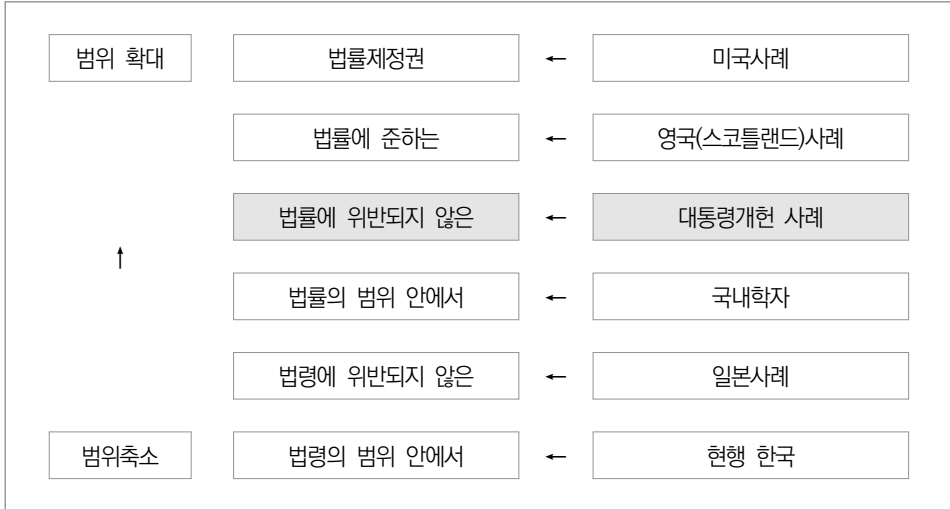 범위 확대 법률제정권 ← 미국사례
법률에 준하는 ← 영국(스코틀랜드)사례
법률에 위반되지 않은 ← 대통령개헌 사례
↑
법률의 범위 안에서 ← 국내학자
법령에 위반되지 않은 ← 일본사례
범위축소 법령의 범위 안에서 ← 현행 한국